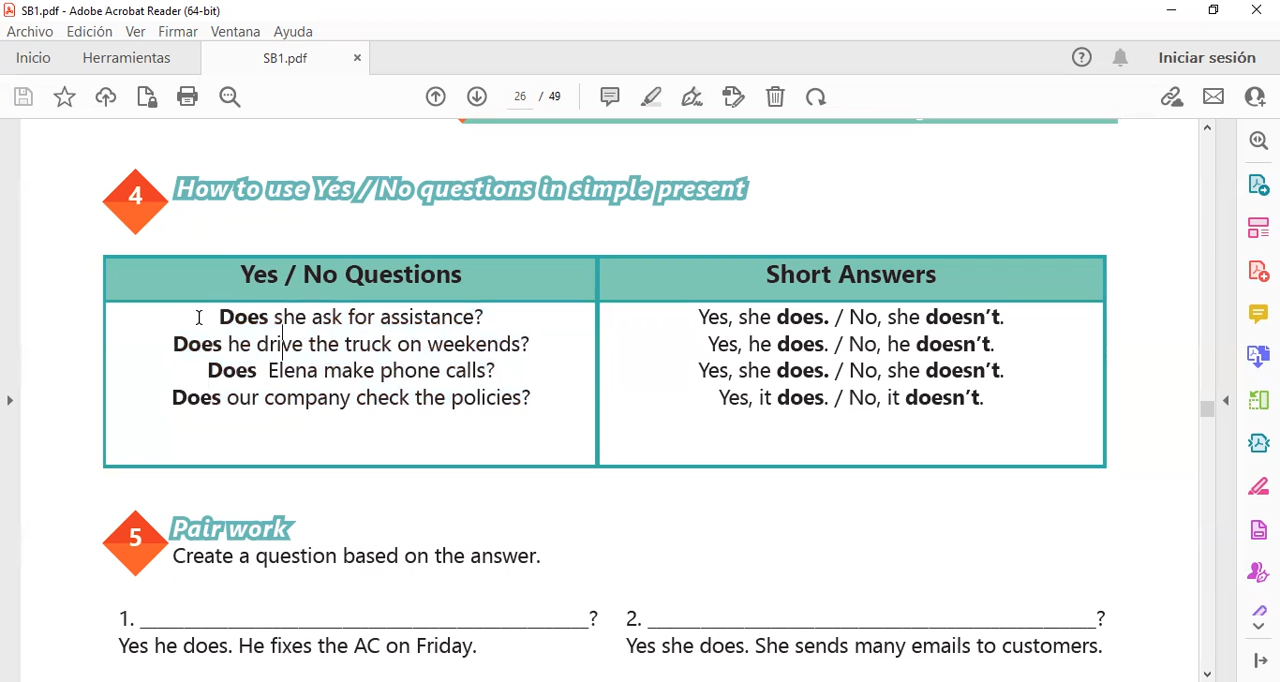 SB1.pdf - Adobe Acrobat Reader (64-bit)
Archivo Edición Ver Firmar Ventana Ayuda
Inicio Herramientas SB1.pdf × Iniciar sesión
26 / 49
4 How to use Yes / No questions in simple present
Yes / No Questions Short Answers
Does she ask for assistance? Yes, she does. / No, she doesn't.
Does he drive the truck on weekends? Yes, he does. / No, he doesn't.
Does Elena make phone calls? Yes, she does. / No, she doesn't.
Does our company check the policies? Yes, it does. / No, it doesn't.
5 Pair work
Create a question based on the answer.
1. ________________________________________? 2. ________________________________________?
Yes he does. He fixes the AC on Friday. Yes she does. She sends many emails to customers.